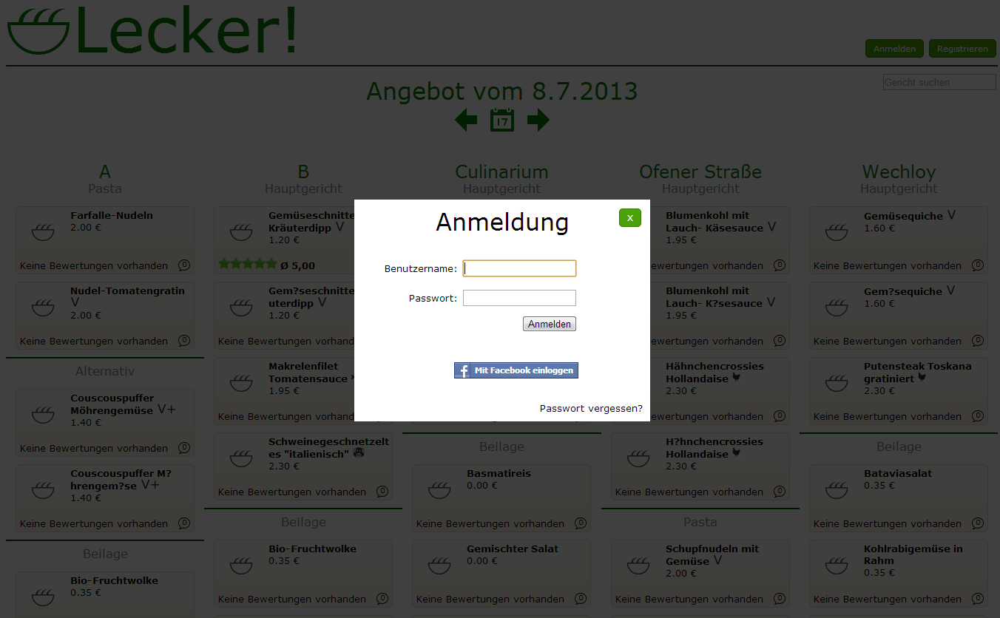 Lecker!
Anmelden Registrieren
Gericht suchen
Angebot vom 8.7.2013
17
A
Pasta
Farfalle-Nudeln
2.00 €
Keine Bewertungen vorhanden 0
Nudel-Tomatengratin
V
2.00 €
Keine Bewertungen vorhanden 0
Alternativ
Couscouspuffer
Möhrengemüse V+
1.40 €
Keine Bewertungen vorhanden 0
Couscouspuffer M?
hrengem?se V+
1.40 €
Keine Bewertungen vorhanden 0
Beilage
Bio-Fruchtwolke
0.35 €
B
Hauptgericht
Gemüseschnitte
Kräuterdipp V
1.20 €
Ø 5,00
Gem?seschnitte
uterdipp V
1.20 €
Keine Bewertungen vorhand
Makrelenfilet
Tomatensauce
1.95 €
Keine Bewertungen vorhand
Schweinegeschnetzelt
es "italienisch"
2.30 €
Keine Bewertungen vorhanden 0
Beilage
Bio-Fruchtwolke
0.35 €
Keine Bewertungen vorhanden 0
Culinarium
Hauptgericht
Anmeldung
x
Benutzername:
Passwort:
Anmelden
f Mit Facebook einloggen
Passwort vergessen?
Beilage
Basmatireis
0.00 €
Keine Bewertungen vorhanden 0
Gemischter Salat
0.00 €
Keine Bewertungen vorhanden 0
Ofener Straße
Hauptgericht
Blumenkohl mit
Lauch- Käsesauce V
1.95 €
Bewertungen vorhanden 0
Blumenkohl mit
Lauch- K?sesauce V
1.95 €
Bewertungen vorhanden 0
Hähnchencrossies
Hollandaise
2.30 €
Bewertungen vorhanden 0
H?hnchencrossies
Hollandaise
2.30 €
Keine Bewertungen vorhanden 0
Pasta
Schupfnudeln mit
Gemüse V
2.00 €
Keine Bewertungen vorhanden 0
Wechloy
Hauptgericht
Gemüsequiche V
1.60 €
Keine Bewertungen vorhanden 0
Gem?sequiche V
1.60 €
Keine Bewertungen vorhanden 0
Putensteak Toskana
gratiniert
2.30 €
Keine Bewertungen vorhanden 0
Beilage
Bataviasalat
0.35 €
Keine Bewertungen vorhanden 0
Kohlrabigemüse in
Rahm
0.35 €
Keine Bewertungen vorhanden 0